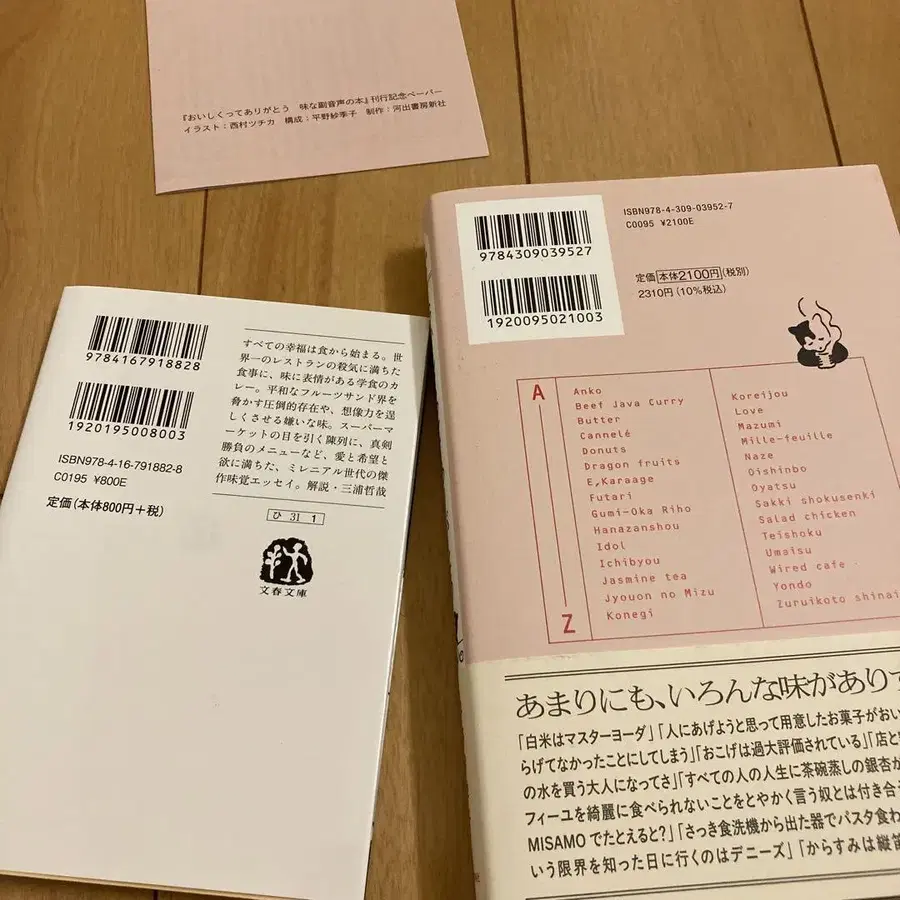 『おいしくってありがとう 味な副音声の本』刊行記念ペーパー
イラスト:西村ツチカ 構成:平野紗季子 制作:河出書房新社
9784167918828
1920195008003
ISBN978-4-16-791882-8
C0195 ¥800E
定価(本体800円+税)
すべての幸福は食から始まる。世
界一のレストランの殺気に満ちた
食事に、味に表情がある学食のカ
レー。平和なフルーツサンド界を
脅かす圧倒的存在や、想像力を逞
しくさせる嫌いな味。スーパーマ
ーケットの目を引く陳列に、真剣
勝負のメニューなど、愛と希望と
欲に満ちた、ミレニアル世代の傑
作味覚エッセイ。解説・三浦哲哉
ひ 31 1
文春文庫
9784309039527
1920095021003
ISBN978-4-309-03952-7
C0095 ¥2100E
定価 本体2100円(税別)
2310円(10%税込)
A
Anko
Beef Java Curry
Butter
Cannelé
Donuts
Dragon fruits
E,Karaage
Futari
Gumi-Oka Riho
Hanazanshou
Idol
Ichibyou
Jasmine tea
Jyouon no Mizu
Konegi
Z
Koreijou
Love
Mazumi
Mille-feuille
Naze
Oishinbo
Oyatsu
Sakki shokusenki
Salad chicken
Teishoku
Umaisu
Wired cafe
Yondo
Zuruikoto shinai
あまりにも、いろんな味があり
「白米はマスターヨーダ」「人にあげようと思って用意したお菓子がおい
らげてなかったことにしてしまう」「おこげは過大評価されている」「店と
の水を買う大人になってさ」「すべての人の人生に茶碗蒸しの銀杏が
フィーユを綺麗に食べられないことをとやかく言う奴とは付き合
MISAMOでたとえると?」「さっき食洗機から出た器でパスタ食わ
いう限界を知った日に行くのはデニーズ」「からすみは縦笛